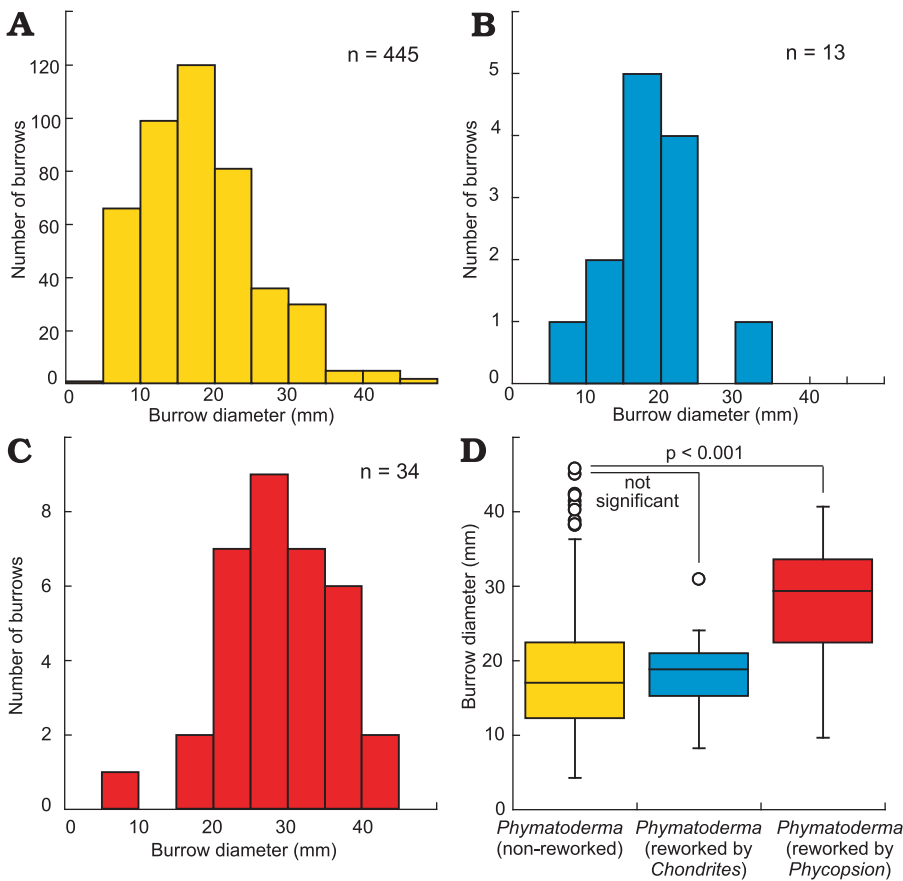 A
n = 445
Number of burrows
120
100
80
60
40
20
0
0 10 20 30 40
Burrow diameter (mm)
B
n = 13
Number of burrows
5
4
3
2
1
0
0 10 20 30 40
Burrow diameter (mm)
C
n = 34
Number of burrows
8
6
4
2
0
0 10 20 30 40
Burrow diameter (mm)
D
p < 0.001
not
significant
Burrow diameter (mm)
40
30
20
10
0
Phymatoderma
(non-reworked)
Phymatoderma
(reworked by
Chondrites)
Phymatoderma
(reworked by
Phycopsion)